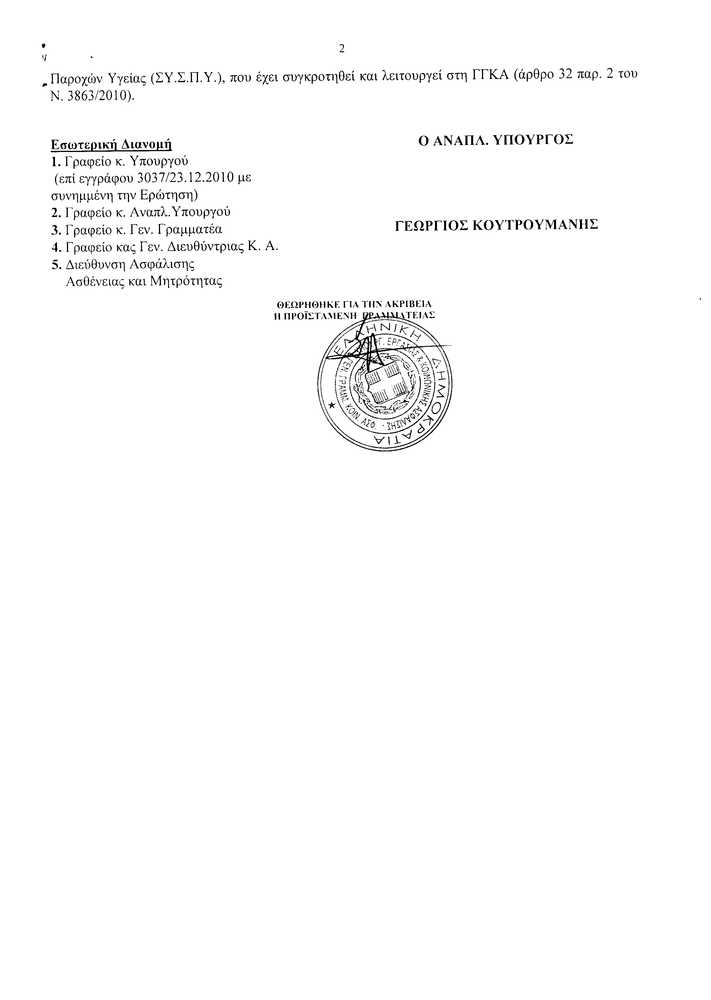 2
Παροχών Υγείας (ΣΥ.Σ.Π.Υ.), που έχει συγκροτηθεί και λειτουργεί στη ΓΓΚΑ (άρθρο 32 παρ. 2 του
Ν. 3863/2010).
Εσωτερική Διανομή
1. Γραφείο κ. Υπουργού
(επί εγγράφου 3037/23.12.2010 με
συνημμένη την Ερώτηση)
2. Γραφείο κ. Αναπλ.Υπουργού
3. Γραφείο κ. Γεν. Γραμματέα
4. Γραφείο κας Γεν. Διευθύντριας Κ. Α.
5. Διεύθυνση Ασφάλισης
Ασθένειας και Μητρότητας
Ο ΑΝΑΠΛ. ΥΠΟΥΡΓΟΣ
ΓΕΩΡΓΙΟΣ ΚΟΥΤΡΟΥΜΑΝΗΣ
ΘΕΩΡΗΘΗΚΕ ΓΙΑ ΤΗΝ ΑΚΡΙΒΕΙΑ
Η ΠΡΟΪΣΤΑΜΕΝΗ ΓΡΑΜΜΑΤΕΙΑΣ
ΕΛΛΗΝΙΚΗ ΔΗΜΟΚΡΑΤΙΑ
ΥΠΟΥΡΓ. ΕΡΓΑΣΙΑΣ & ΚΟΙΝΩΝΙΚΗΣ ΑΣΦΑΛΙΣΗΣ -
ΓΕΝ. ΓΡΑΜΜ. ΚΟΙΝ. ΑΣΦ.